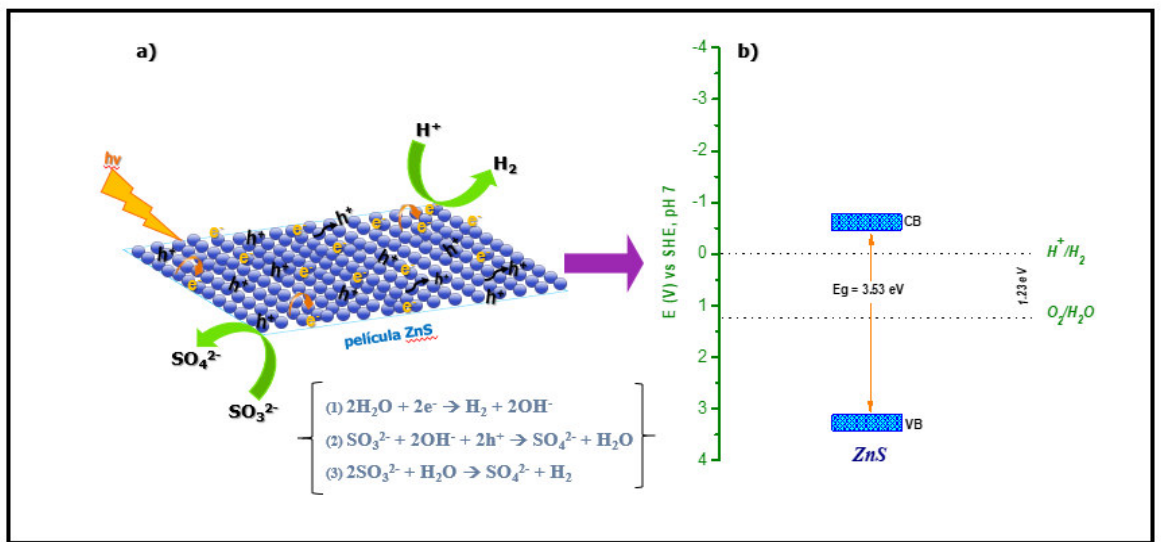 a)
hν
H⁺
H₂
e⁻ h⁺ e⁻ h⁺ e e⁻ e⁻
h⁺ e⁻ h⁺ e e⁻ h⁺
e⁻ h⁺ e⁻ h⁺ e⁻ h⁺ h⁺
h⁺ e⁻ e⁻ h⁺
película ZnS
SO₄²⁻
SO₃²⁻
(1) 2H₂O + 2e⁻ → H₂ + 2OH⁻
(2) SO₃²⁻ + 2OH⁻ + 2h⁺ → SO₄²⁻ + H₂O
(3) 2SO₃²⁻ + H₂O → SO₄²⁻ + H₂
b)
E (V) vs SHE, pH 7
-4
-3
-2
-1
0
1
2
3
4
CB
H⁺/H₂
Eg = 3.53 eV
1.23 eV
O₂/H₂O
VB
ZnS